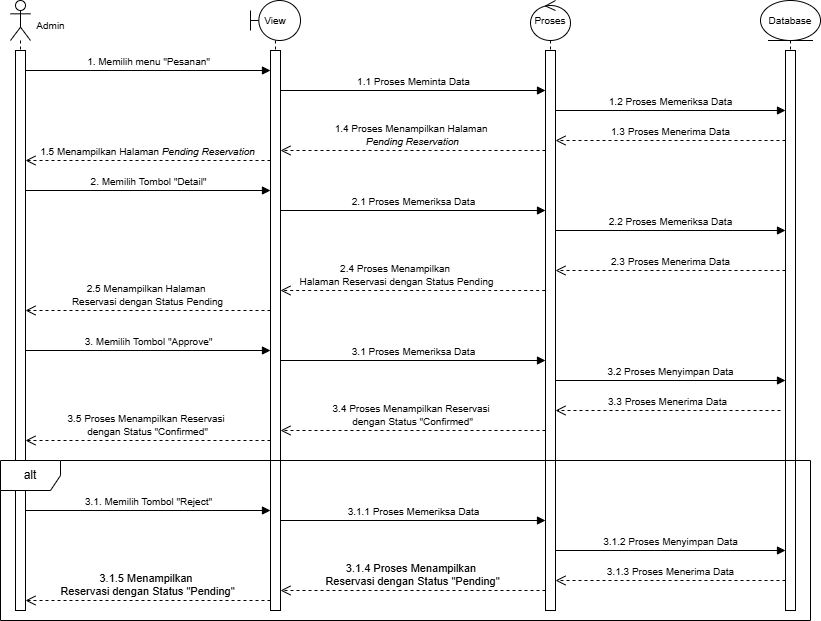 Admin
View
Proses
Database
1. Memilih menu "Pesanan"
1.1 Proses Meminta Data
1.2 Proses Memeriksa Data
1.3 Proses Menerima Data
1.4 Proses Menampilkan Halaman
Pending Reservation
1.5 Menampilkan Halaman Pending Reservation
2. Memilih Tombol "Detail"
2.1 Proses Memeriksa Data
2.2 Proses Memeriksa Data
2.3 Proses Menerima Data
2.4 Proses Menampilkan
Halaman Reservasi dengan Status Pending
2.5 Menampilkan Halaman
Reservasi dengan Status Pending
3. Memilih Tombol "Approve"
3.1 Proses Memeriksa Data
3.2 Proses Menyimpan Data
3.3 Proses Menerima Data
3.4 Proses Menampilkan Reservasi
dengan Status "Confirmed"
3.5 Proses Menampilkan Reservasi
dengan Status "Confirmed"
alt
3.1. Memilih Tombol "Reject"
3.1.1 Proses Memeriksa Data
3.1.2 Proses Menyimpan Data
3.1.3 Proses Menerima Data
3.1.4 Proses Menampilkan
Reservasi dengan Status "Pending"
3.1.5 Menampilkan
Reservasi dengan Status "Pending"